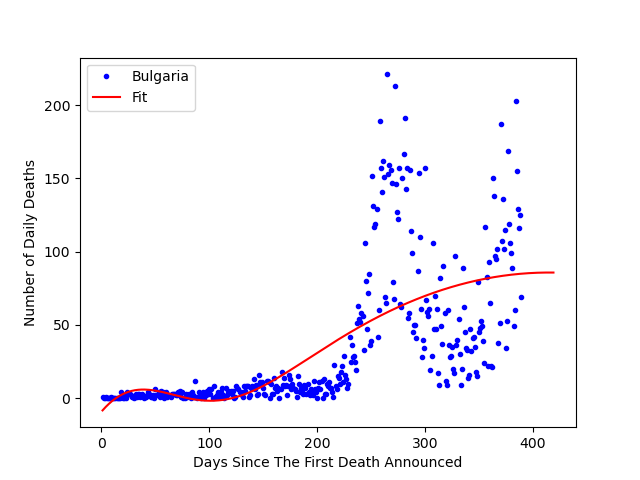 Bulgaria
Fit
Number of Daily Deaths
200
150
100
50
0
0 100 200 300 400
Days Since The First Death Announced